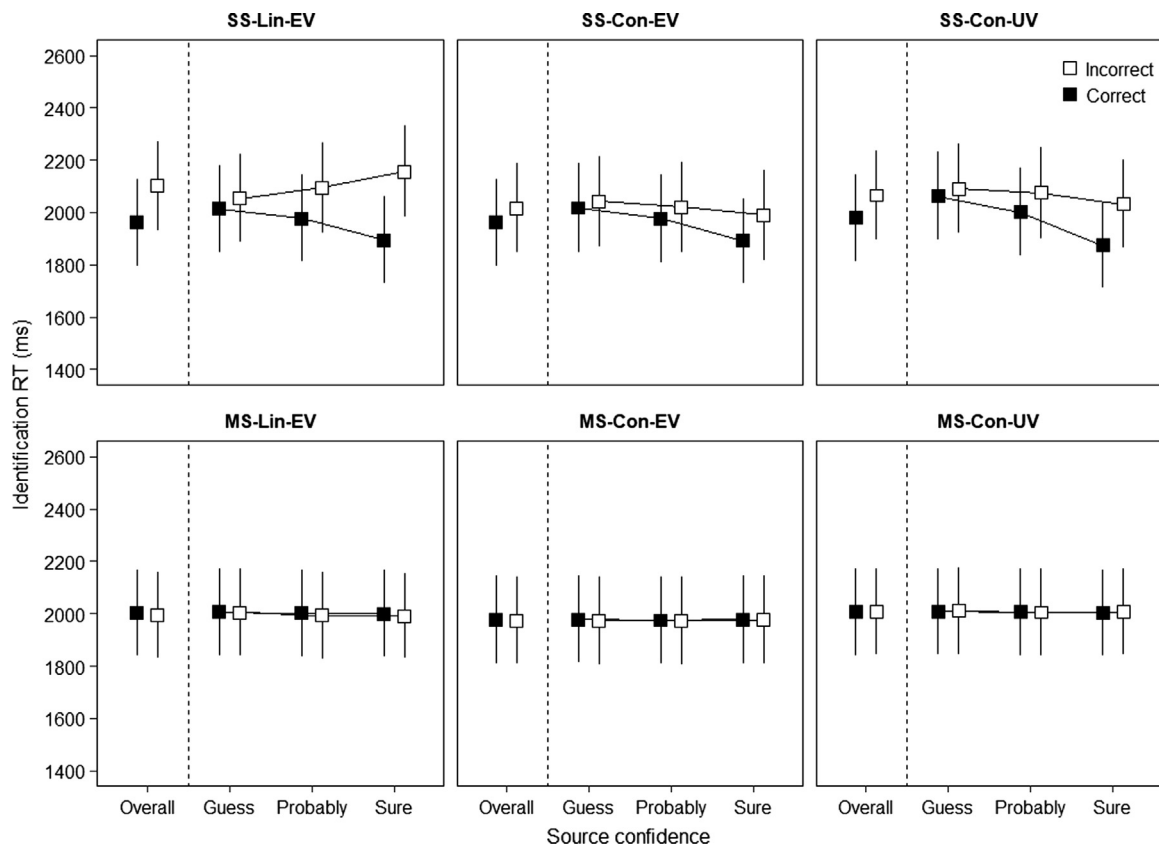 SS-Lin-EV
SS-Con-EV
SS-Con-UV
2600
2400
2200
2000
1800
1600
1400
Incorrect
Correct
Identification RT (ms)
MS-Lin-EV
MS-Con-EV
MS-Con-UV
2600
2400
2200
2000
1800
1600
1400
Overall Guess Probably Sure
Overall Guess Probably Sure
Overall Guess Probably Sure
Source confidence